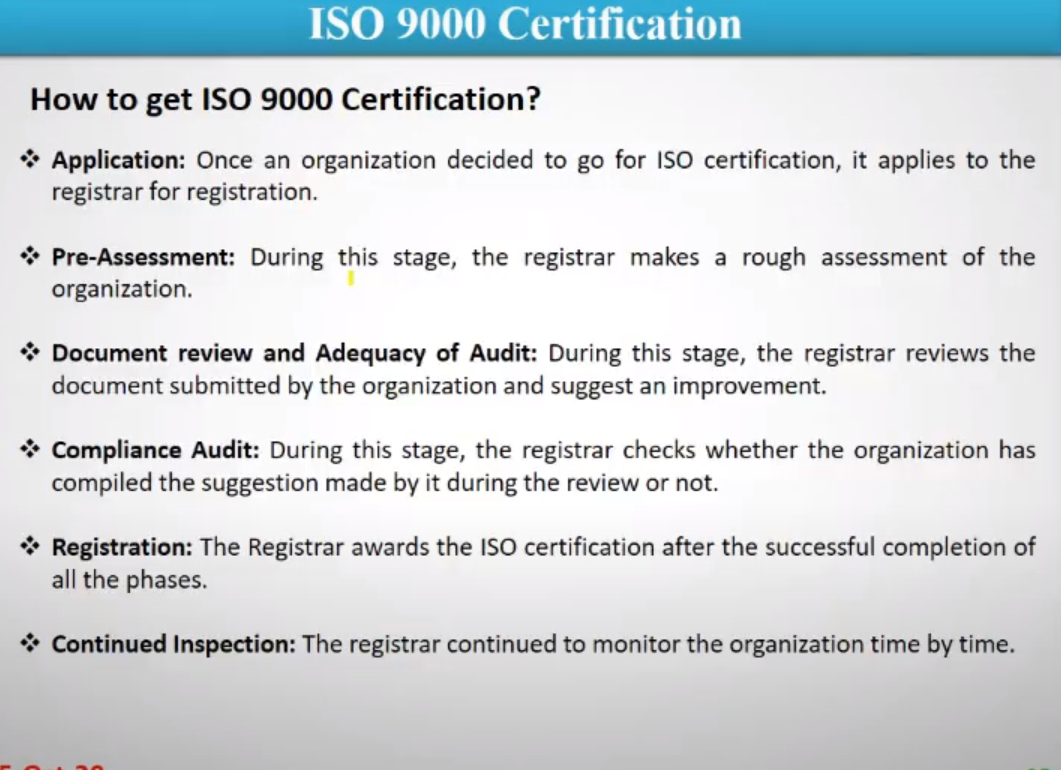 ISO 9000 Certification
How to get ISO 9000 Certification?
❖ Application: Once an organization decided to go for ISO certification, it applies to the
registrar for registration.
❖ Pre-Assessment: During this stage, the registrar makes a rough assessment of the
organization.
❖ Document review and Adequacy of Audit: During this stage, the registrar reviews the
document submitted by the organization and suggest an improvement.
❖ Compliance Audit: During this stage, the registrar checks whether the organization has
compiled the suggestion made by it during the review or not.
❖ Registration: The Registrar awards the ISO certification after the successful completion of
all the phases.
❖ Continued Inspection: The registrar continued to monitor the organization time by time.